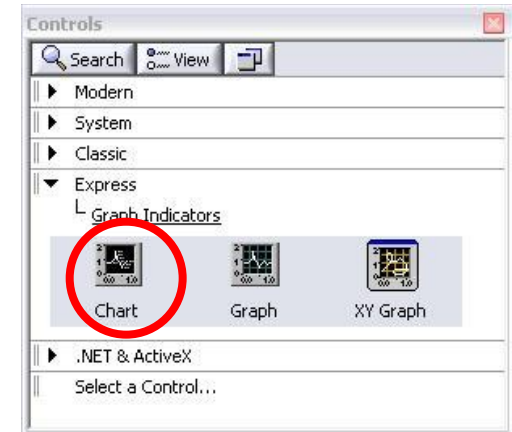 Controls
Search View
Modern
System
Classic
Express
Graph Indicators
Chart Graph XY Graph
.NET & ActiveX
Select a Control...